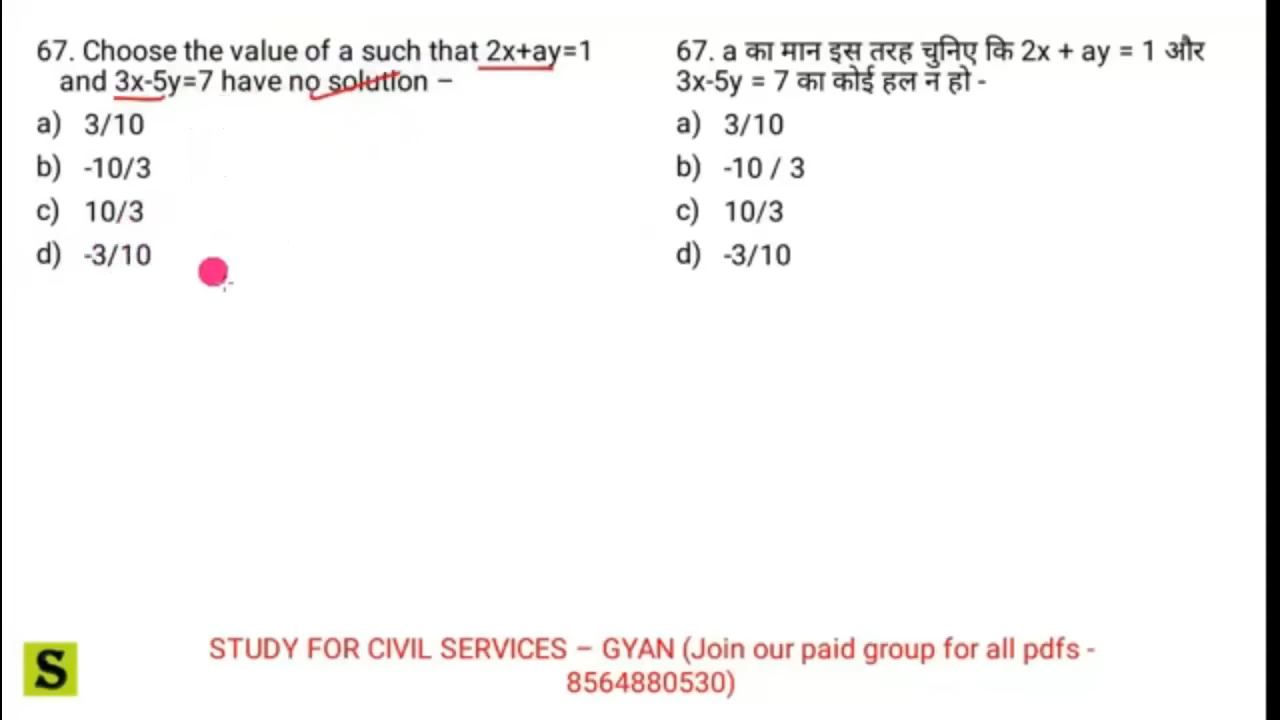 67. Choose the value of a such that 2x+ay=1
and 3x-5y=7 have no solution –
a) 3/10
b) -10/3
c) 10/3
d) -3/10
67. a का मान इस तरह चुनिए कि 2x + ay = 1 और
3x-5y = 7 का कोई हल न हो -
a) 3/10
b) -10 / 3
c) 10/3
d) -3/10
S
STUDY FOR CIVIL SERVICES – GYAN (Join our paid group for all pdfs -
8564880530)